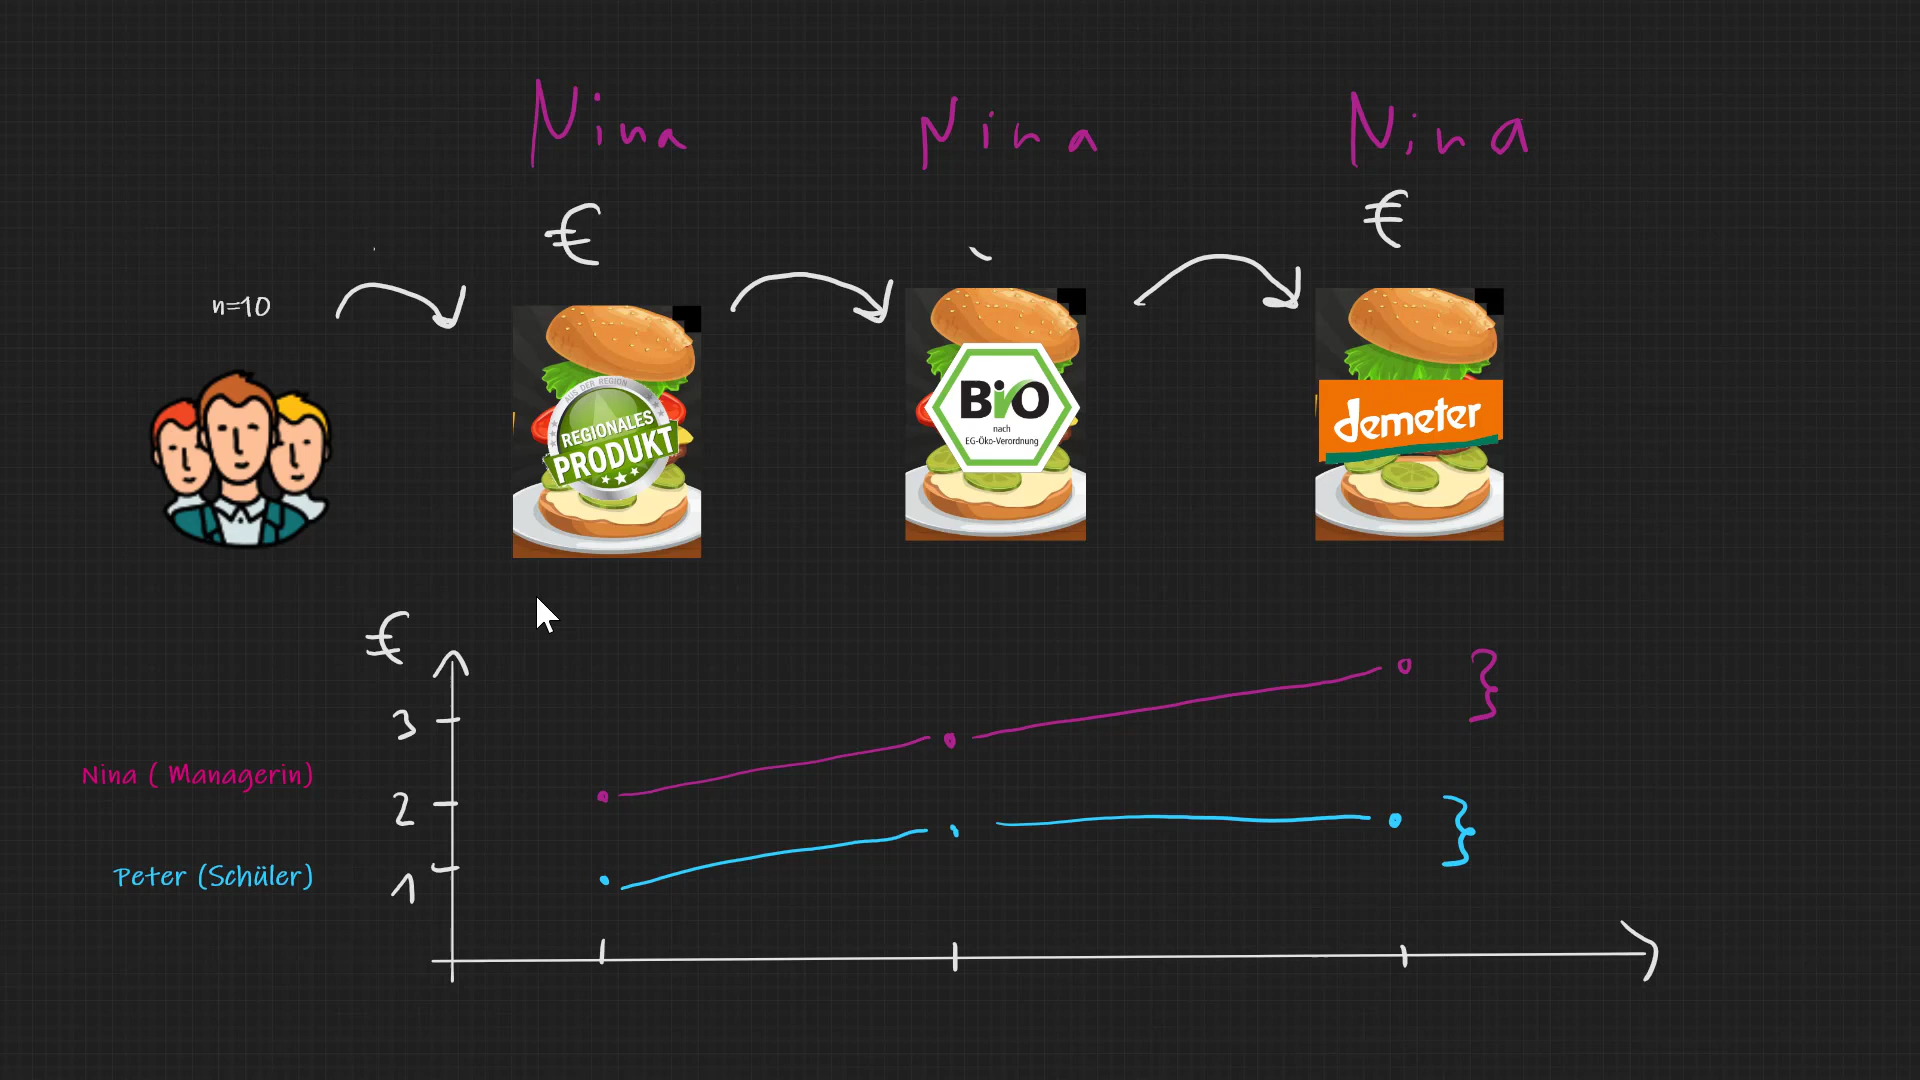 Nina Nina Nina
€ €
n=10
AUS DER REGION
REGIONALES
PRODUKT
Bio
nach
EG-Öko-Verordnung
demeter
€
3
Nina ( Managerin)
2
Peter (Schüler)
1